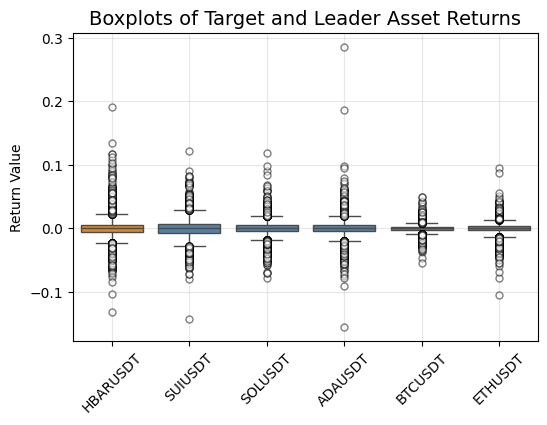 Boxplots of Target and Leader Asset Returns
0.3
0.2
0.1
0.0
−0.1
Return Value
HBARUSDT
SUIUSDT
SOLUSDT
ADAUSDT
BTCUSDT
ETHUSDT